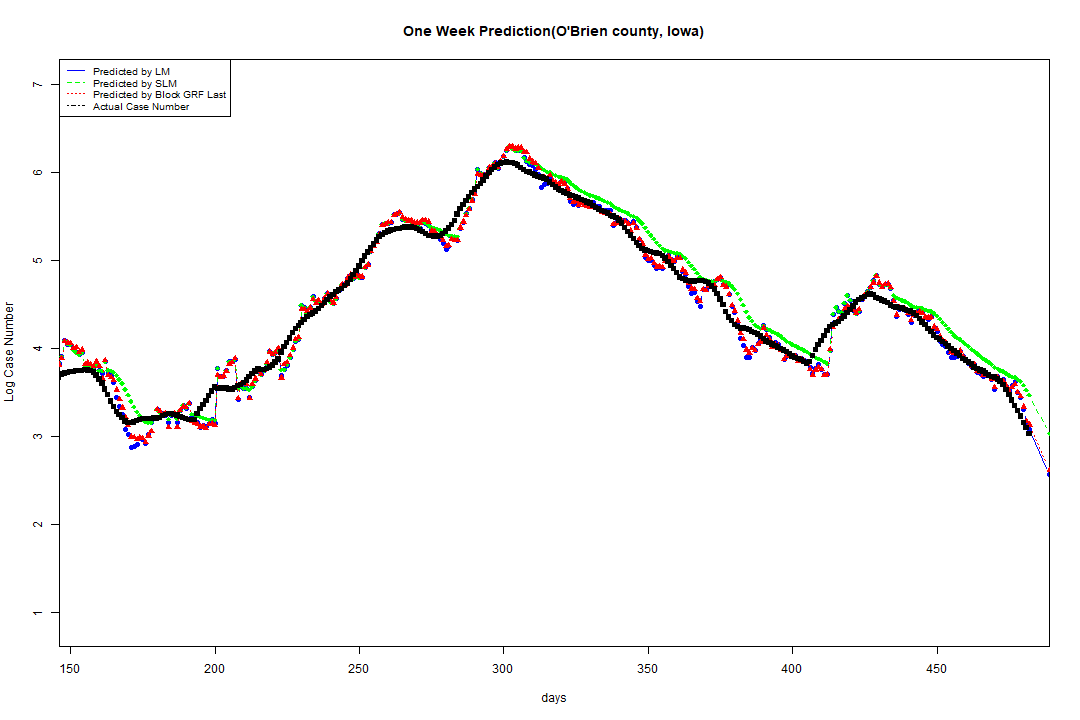 One Week Prediction(O'Brien county, Iowa)
Predicted by LM
Predicted by SLM
Predicted by Block GRF Last
Actual Case Number
7
6
5
4
3
2
1
Log Case Number
150 200 250 300 350 400 450
days